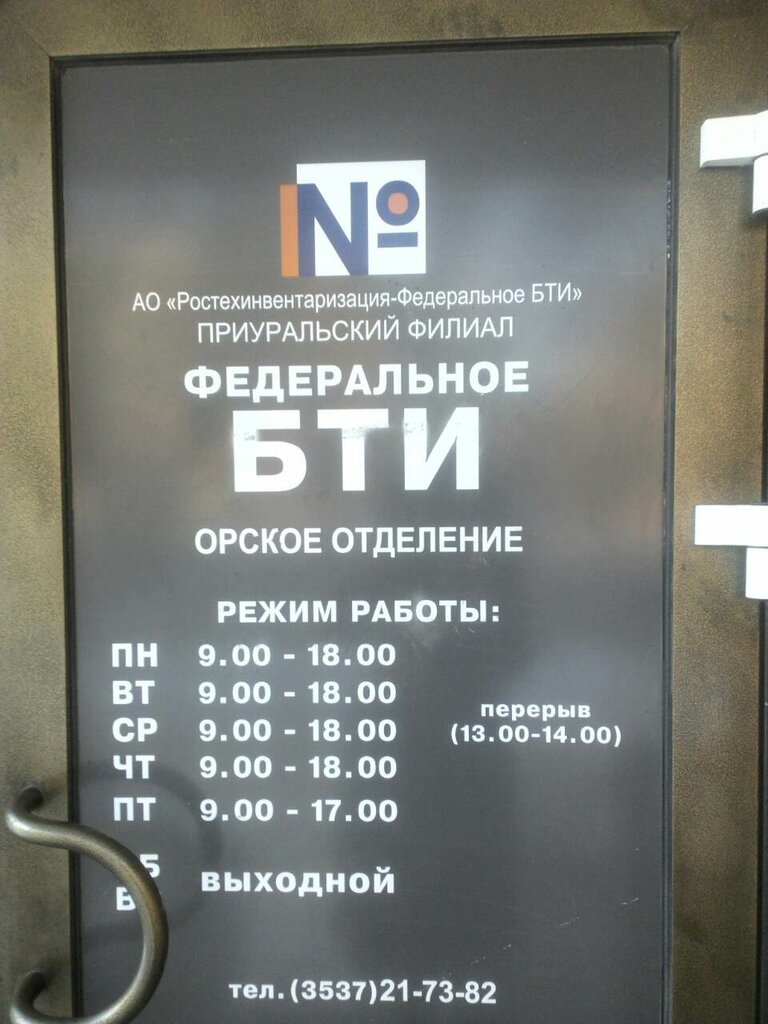 №
АО «Ростехинвентаризация-Федеральное БТИ»
ПРИУРАЛЬСКИЙ ФИЛИАЛ
ФЕДЕРАЛЬНОЕ
БТИ
ОРСКОЕ ОТДЕЛЕНИЕ
РЕЖИМ РАБОТЫ:
ПН 9.00 - 18.00
ВТ 9.00 - 18.00
СР 9.00 - 18.00
перерыв
(13.00-14.00)
ЧТ 9.00 - 18.00
ПТ 9.00 - 17.00
выходной
тел.(3537)21-73-82